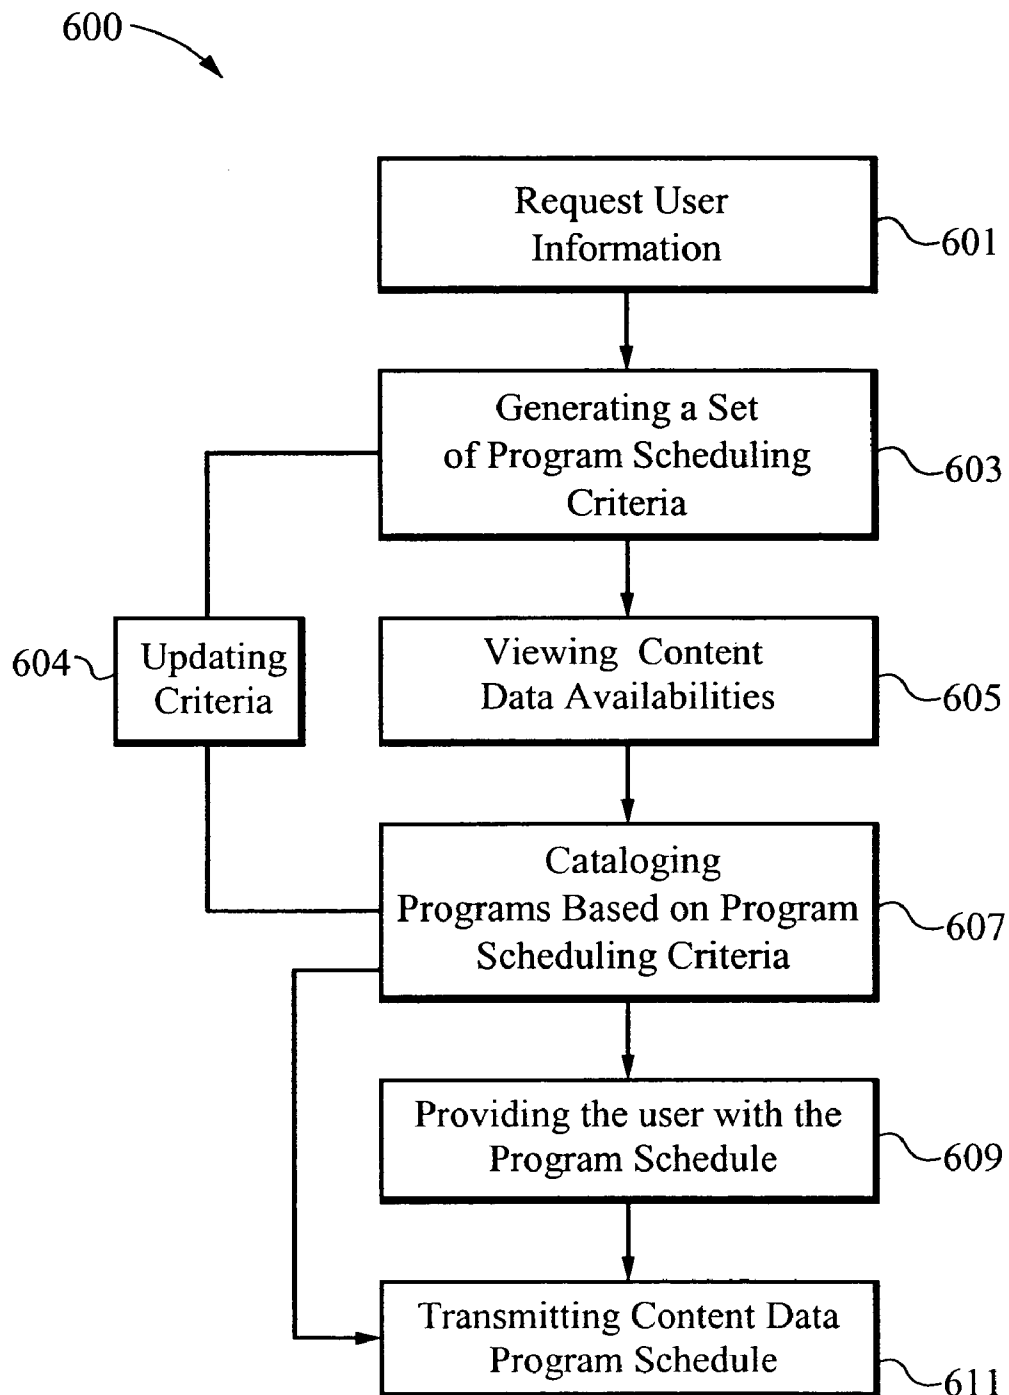 600
Request User
Information
601
Generating a Set
of Program Scheduling
Criteria
603
604
Updating
Criteria
Viewing Content
Data Availabilities
605
Cataloging
Programs Based on Program
Scheduling Criteria
607
Providing the user with the
Program Schedule
609
Transmitting Content Data
Program Schedule
611